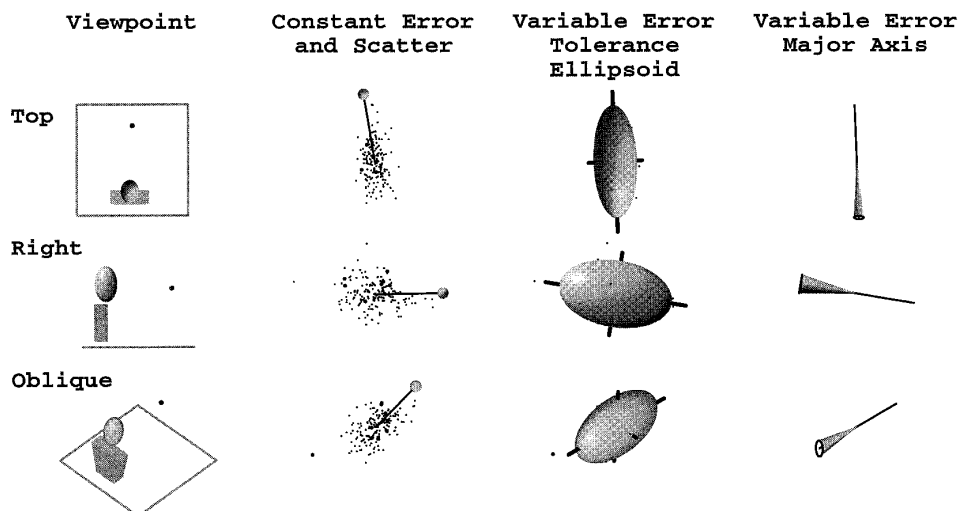 Viewpoint
Constant Error
and Scatter
Variable Error
Tolerance
Ellipsoid
Variable Error
Major Axis
Top
Right
Oblique